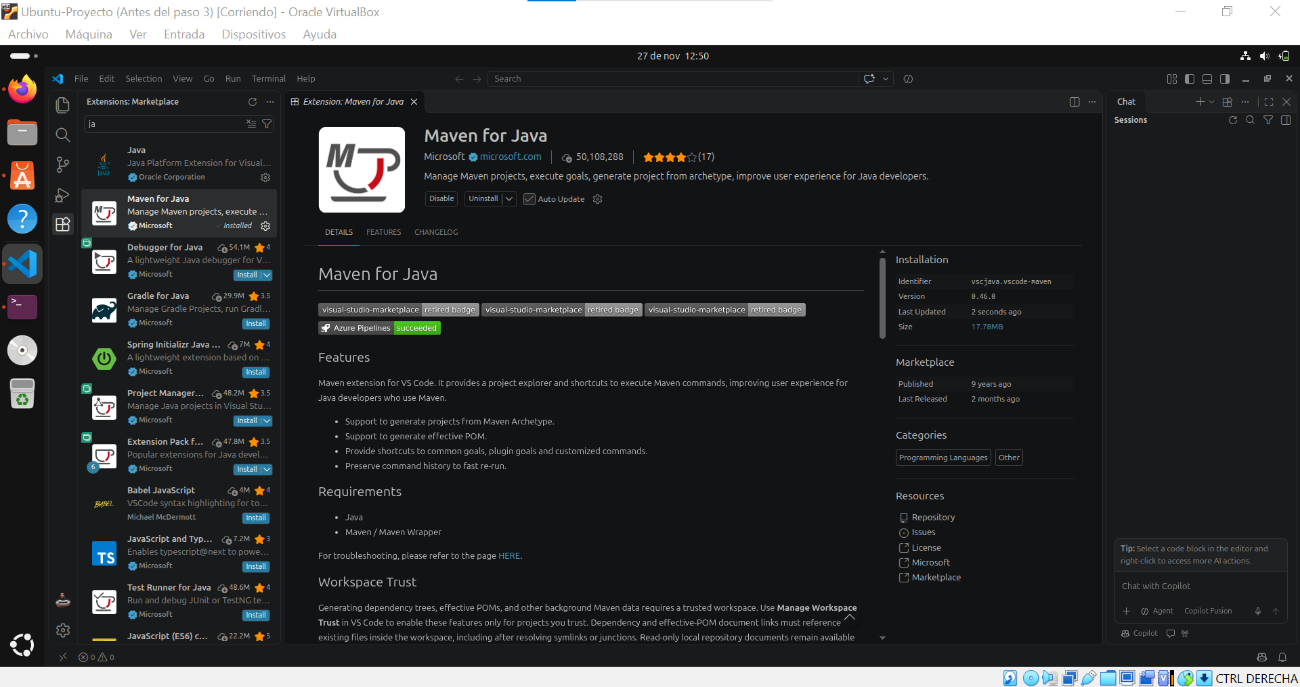 Ubuntu-Proyecto (Antes del paso 3) [Corriendo] - Oracle VirtualBox
Archivo Máquina Ver Entrada Dispositivos Ayuda
27 de nov 12:50
File Edit Selection View Go Run Terminal Help
Search
Extensions: Marketplace
ja
Java
Java Platform Extension for Visual...
Oracle Corporation
Maven for Java
Manage Maven projects, execute ...
Microsoft
Installed
Debugger for Java 54.1M 4
A lightweight Java debugger for V...
Microsoft Install
Gradle for Java 29.9M 3.5
Manage Gradle Projects, run Gradl...
Microsoft Install
Spring Initializr Java ... 7M 4
A lightweight extension based on ...
Microsoft Install
Project Manager... 48.2M 3.5
Manage Java projects in Visual Stu...
Microsoft Install
Extension Pack f... 47.8M 3.5
Popular extensions for Java devel...
6
Microsoft Install
Babel JavaScript 4M 4
VSCode syntax highlighting for to...
Michael McDermott Install
JavaScript and Typ... 7.2M 3
Enables typescript@next to powe...
Microsoft Install
Test Runner for Java 48.6M 4
Run and debug JUnit or TestNG te...
Microsoft Install
JavaScript (ES6) c... 22.2M 5
0 0
Extension: Maven for Java
Maven for Java
Microsoft microsoft.com 50,108,288 (17)
Manage Maven projects, execute goals, generate project from archetype, improve user experience for Java developers.
Disable Uninstall Auto Update
DETAILS FEATURES CHANGELOG
Maven for Java
visual-studio-marketplace retired badge visual-studio-marketplace retired badge visual-studio-marketplace retired badge
Azure Pipelines succeeded
Features
Maven extension for VS Code. It provides a project explorer and shortcuts to execute Maven commands, improving user experience for
Java developers who use Maven.
• Support to generate projects from Maven Archetype.
• Support to generate effective POM.
• Provide shortcuts to common goals, plugin goals and customized commands.
• Preserve command history to fast re-run.
Requirements
• Java
• Maven / Maven Wrapper
For troubleshooting, please refer to the page HERE.
Workspace Trust
Generating dependency trees, effective POMs, and other background Maven data requires a trusted workspace. Use Manage Workspace
Trust in VS Code to enable these features only for projects you trust. Dependency and effective-POM document links must reference
existing files inside the workspace, including after resolving symlinks or junctions. Read-only local repository documents remain available
Installation
Identifier vscjava.vscode-maven
Version 0.46.0
Last Updated 2 seconds ago
Size 17.78MB
Marketplace
Published 9 years ago
Last Released 2 months ago
Categories
Programming Languages Other
Resources
Repository
Issues
License
Microsoft
Marketplace
Chat
Sessions
Tip: Select a code block in the editor and
right-click to access more AI actions.
Chat with Copilot
Agent Copilot Fusion
Copilot
CTRL DERECHA